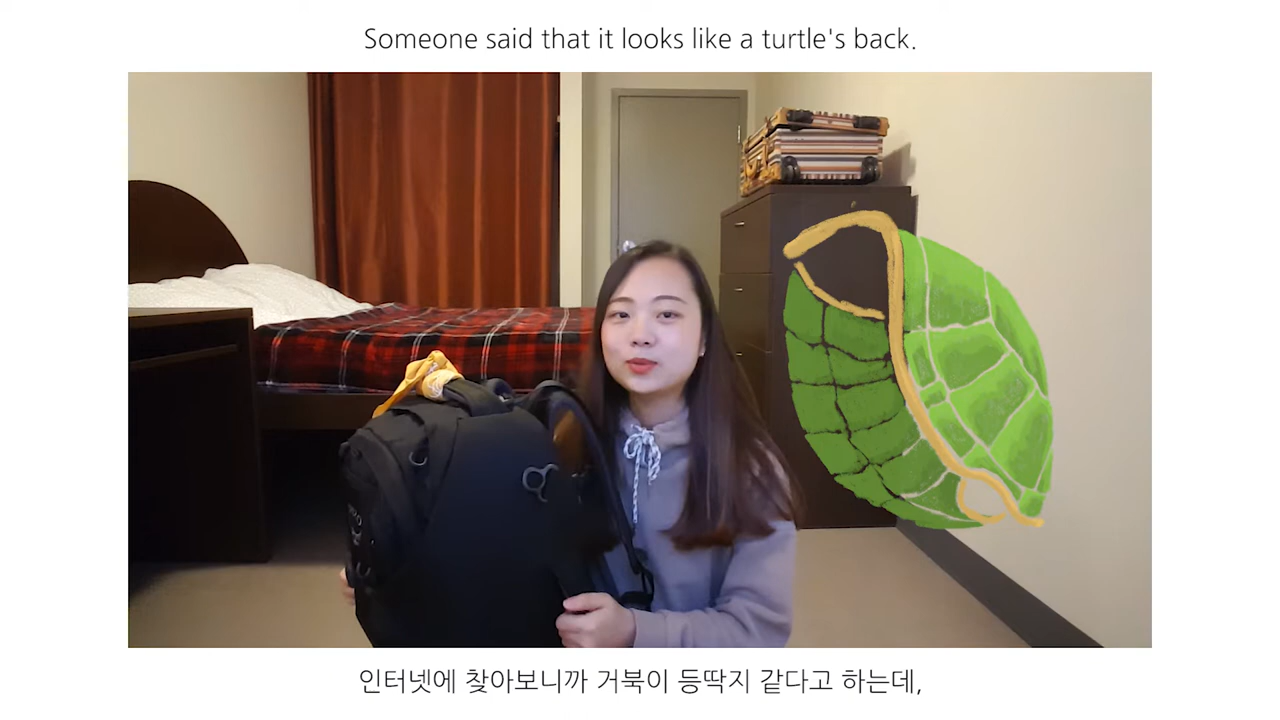 Someone said that it looks like a turtle's back.
인터넷에 찾아보니까 거북이 등딱지 같다고 하는데,